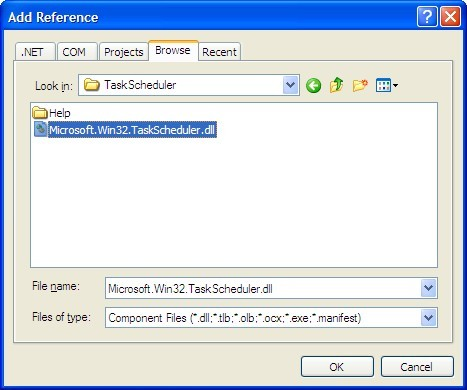 Add Reference
.NET COM Projects Browse Recent
Look in: TaskScheduler
Help
Microsoft.Win32.TaskScheduler.dll
File name: Microsoft.Win32.TaskScheduler.dll
Files of type: Component Files (*.dll;*.tlb;*.olb;*.ocx;*.exe;*.manifest)
OK Cancel